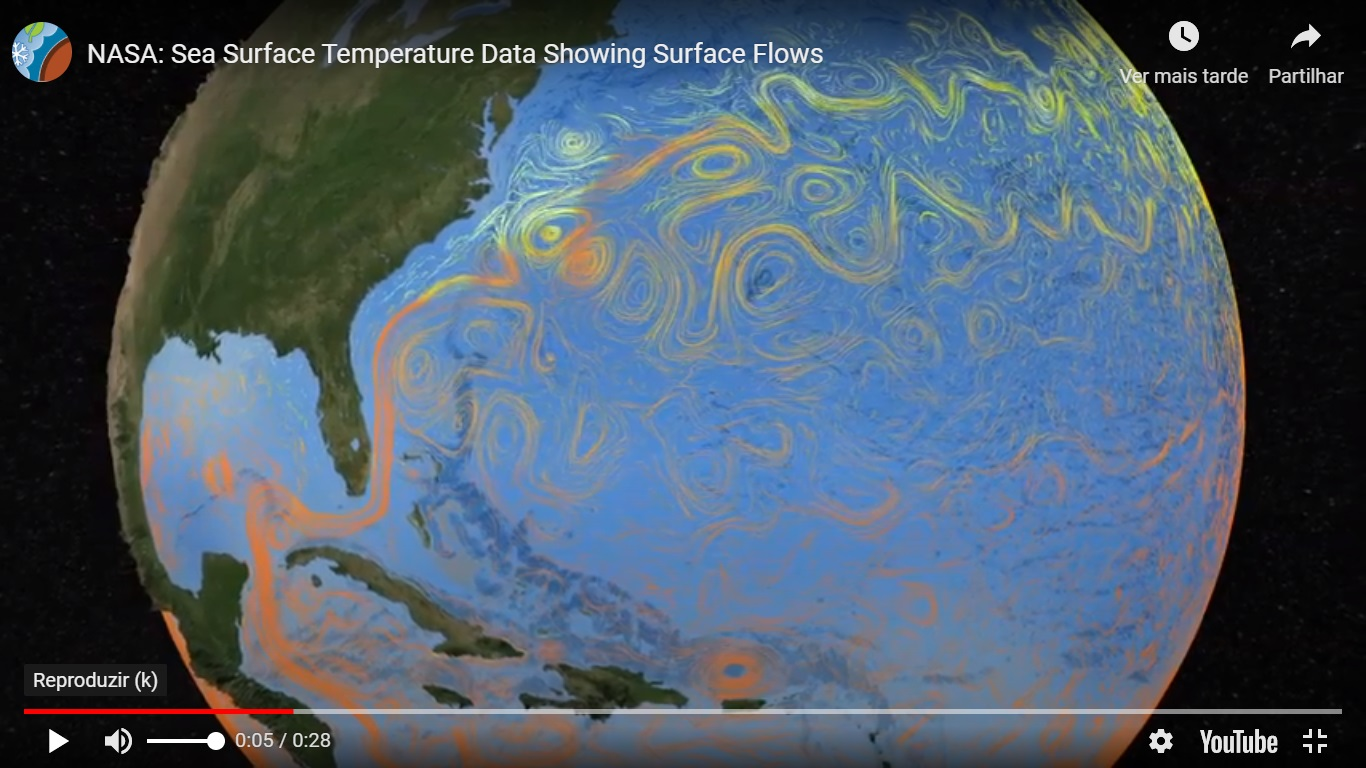 NASA: Sea Surface Temperature Data Showing Surface Flows
Ver mais tarde
Partilhar
Reproduzir (k)
0:05 / 0:28
YouTube